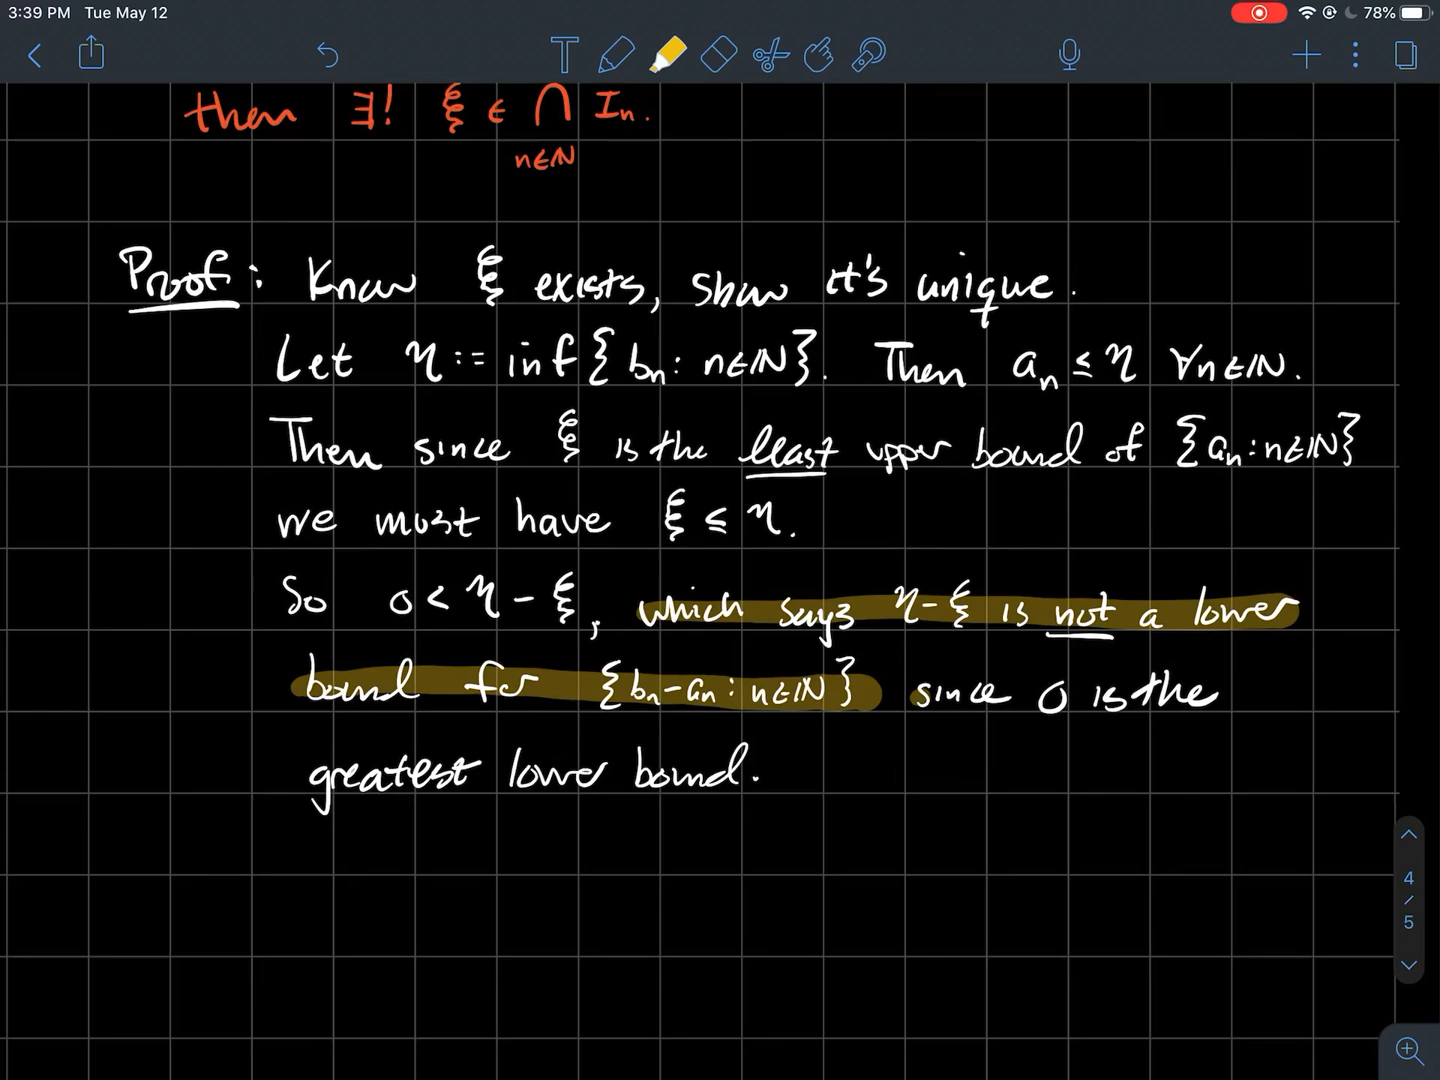 3:39 PM Tue May 12
78%
then ∃! ξ ∈ ∩ In.
n∈ℕ
Proof: Know ξ exists, show it's unique.
Let η := inf{bn : n∈ℕ}. Then an ≤ η ∀n∈ℕ.
Then since ξ is the least upper bound of {an : n∈ℕ}
we must have ξ ≤ η.
So 0 < η - ξ, which says η-ξ is not a lower
bound for {bn-an : n∈ℕ} since 0 is the
greatest lower bound.
4
/
5